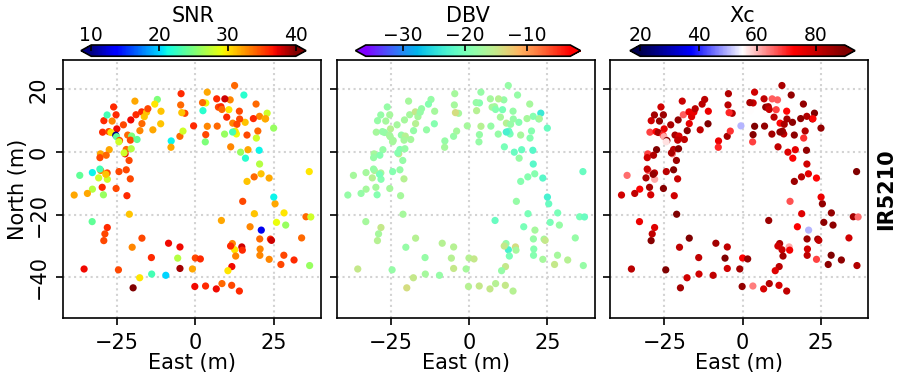 SNR DBV Xc
10 20 30 40 −30 −20 −10 20 40 60 80
20
0
−20
−40
North (m)
IR5210
−25 0 25 −25 0 25 −25 0 25
East (m) East (m) East (m)